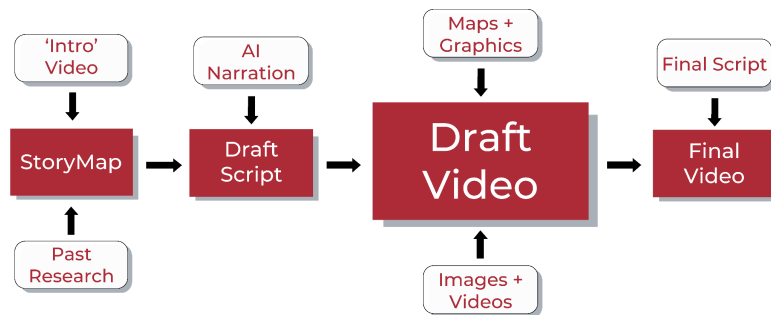 ‘Intro’
Video
AI
Narration
Maps +
Graphics
Final Script
StoryMap
Draft
Script
Draft
Video
Final
Video
Past
Research
Images +
Videos